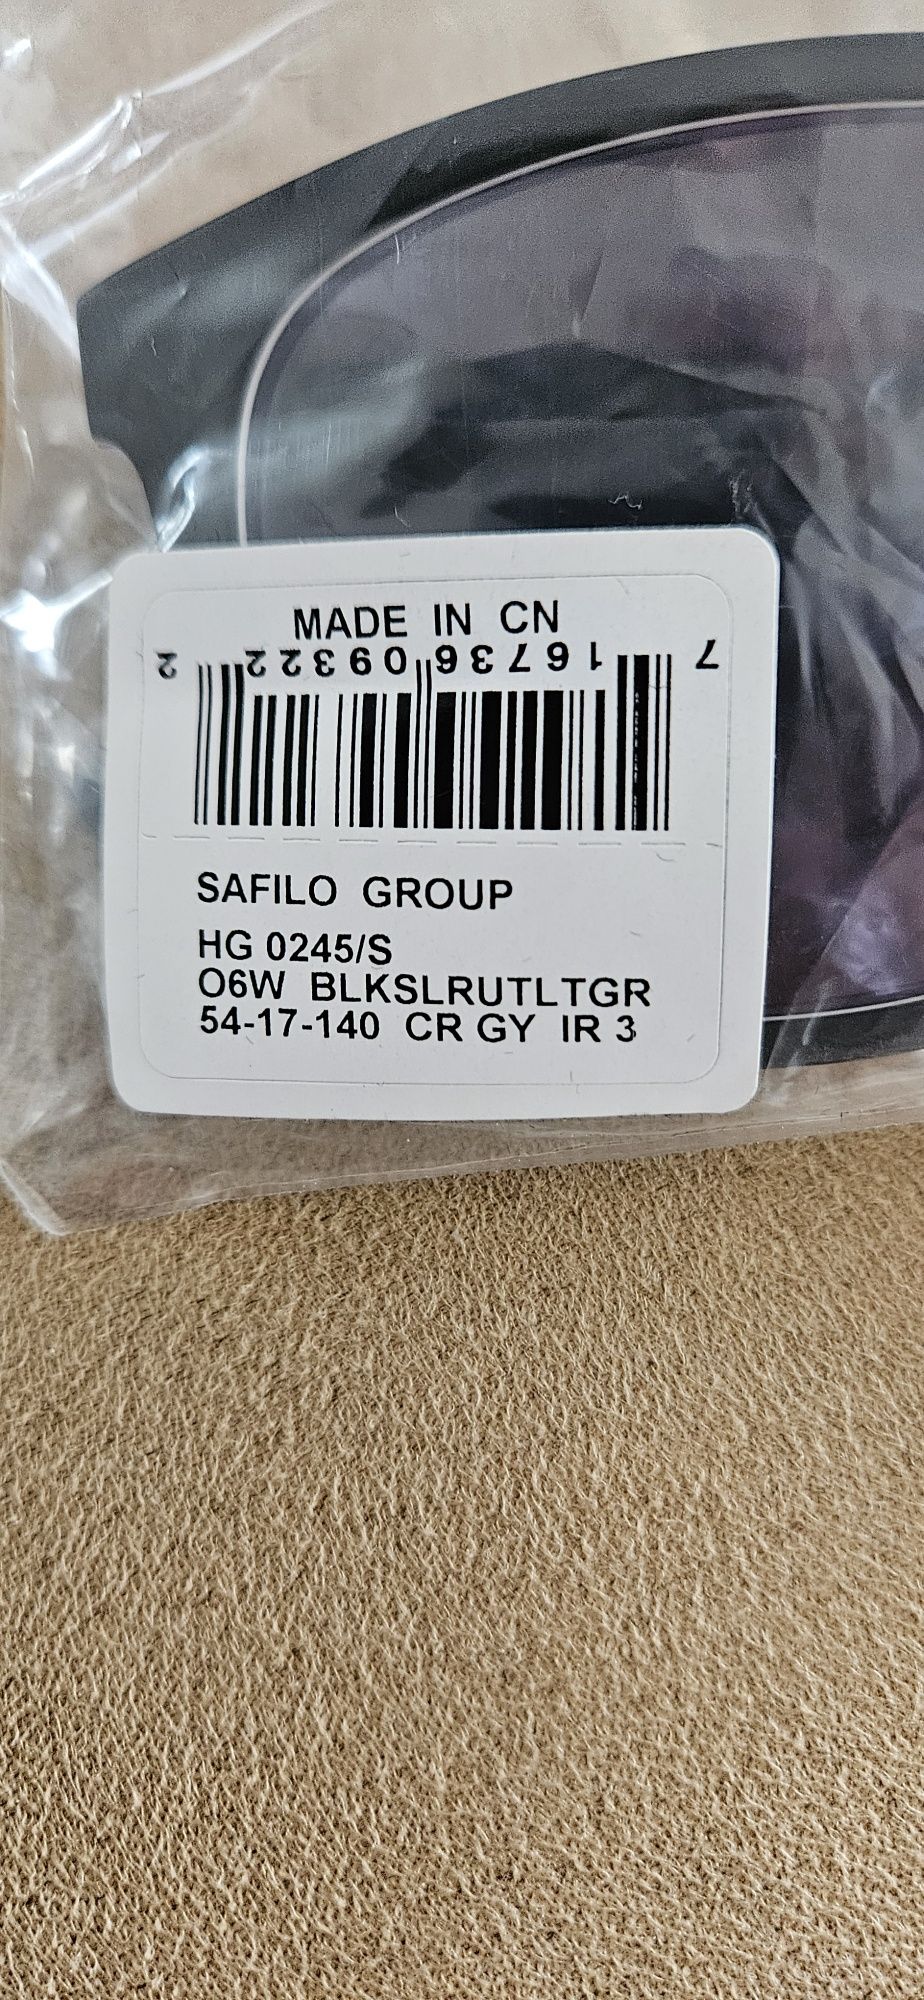 MADE IN CN
7 16736 09322 2
SAFILO GROUP
HG 0245/S
O6W BLKSLRUTLTGR
54-17-140 CR GY IR 3